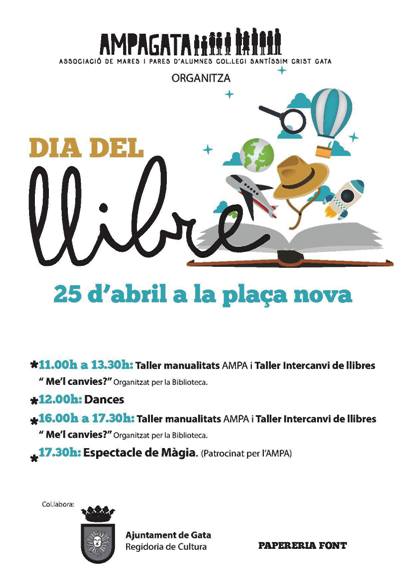 AMPAGATA
ASSOCIACIÓ DE MARES I PARES D'ALUMNES COL.LEGI SANTÍSSIM CRIST GATA
ORGANITZA
DIA DEL
llibre
25 d'abril a la plaça nova
*11.00h a 13.30h: Taller manualitats AMPA i Taller Intercanvi de llibres
" Me'l canvies?" Organitzat per la Biblioteca.
*12.00h: Dances
*16.00h a 17.30h: Taller manualitats AMPA i Taller Intercanvi de llibres
" Me'l canvies?" Organitzat per la Biblioteca.
*17.30h: Espectacle de Màgia. (Patrocinat per l'AMPA)
Col.labora:
Ajuntament de Gata
Regidoria de Cultura
PAPERERIA FONT